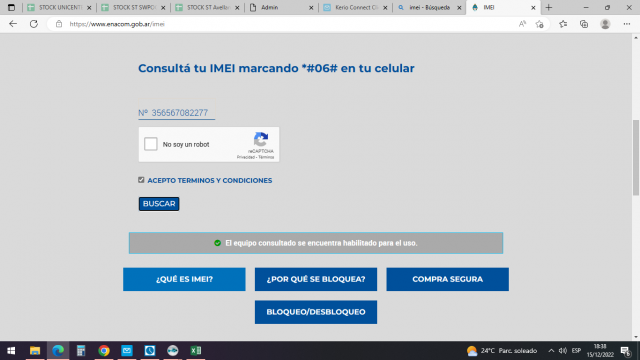 STOCK UNICENT
STOCK ST SWPO
STOCK ST Avellan
Admin
Kerio Connect Cl
imei - Búsqueda
IMEI
https://www.enacom.gob.ar/imei
Consultá tu IMEI marcando *#06# en tu celular
Nº 356567082277
No soy un robot
reCAPTCHA
Privacidad - Términos
ACEPTO TERMINOS Y CONDICIONES
BUSCAR
El equipo consultado se encuentra habilitado para el uso.
¿QUÉ ES IMEI?
¿POR QUÉ SE BLOQUEA?
COMPRA SEGURA
BLOQUEO/DESBLOQUEO
24°C Parc. soleado
ESP
18:38
15/12/2022